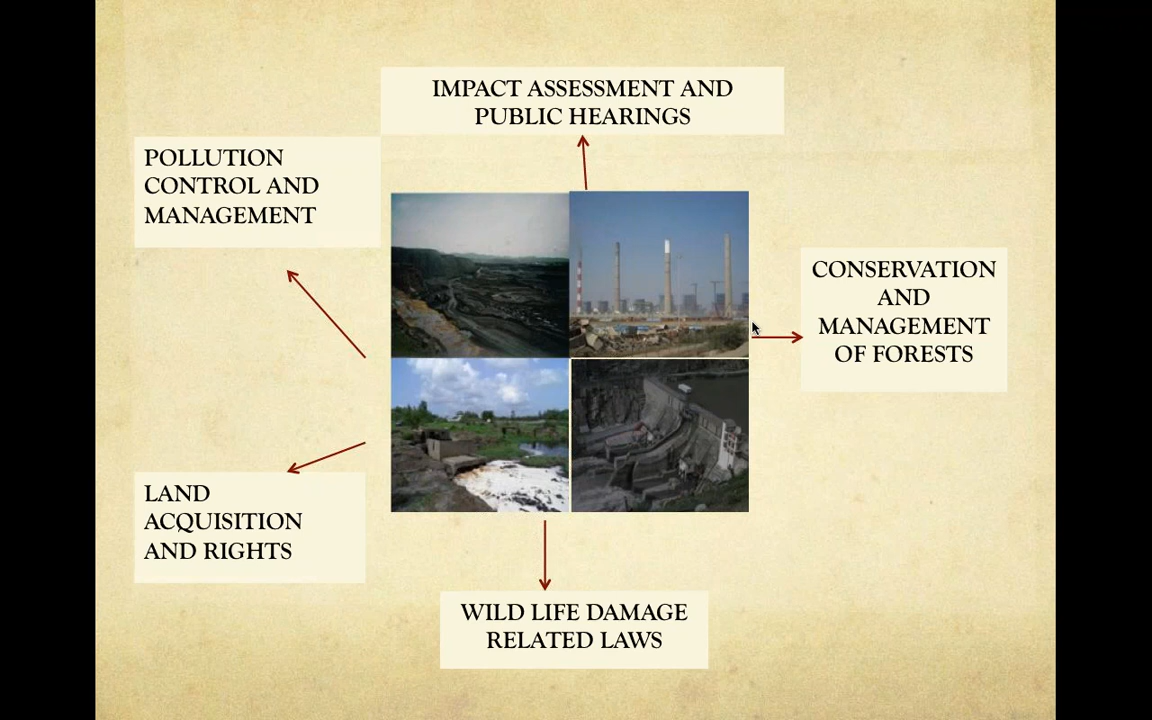 IMPACT ASSESSMENT AND
PUBLIC HEARINGS
POLLUTION
CONTROL AND
MANAGEMENT
CONSERVATION
AND
MANAGEMENT
OF FORESTS
LAND
ACQUISITION
AND RIGHTS
WILD LIFE DAMAGE
RELATED LAWS